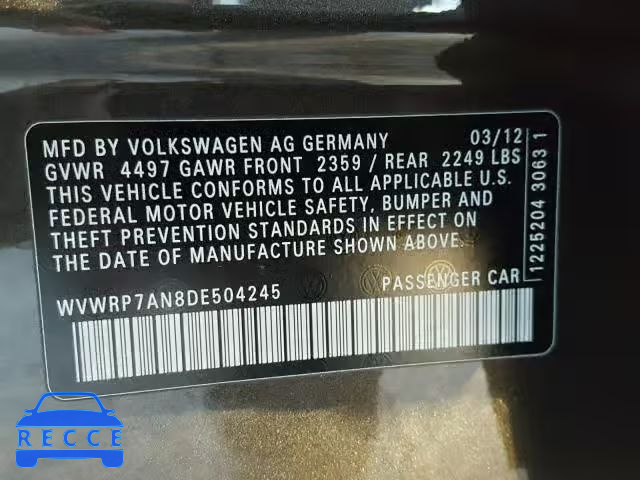 MFD BY VOLKSWAGEN AG GERMANY 03/12
GVWR 4497 GAWR FRONT 2359 / REAR 2249 LBS
THIS VEHICLE CONFORMS TO ALL APPLICABLE U.S.
FEDERAL MOTOR VEHICLE SAFETY, BUMPER AND
THEFT PREVENTION STANDARDS IN EFFECT ON
THE DATE OF MANUFACTURE SHOWN ABOVE.
WVWRP7AN8DE504245 PASSENGER CAR
1225204 3063 1
RECCE